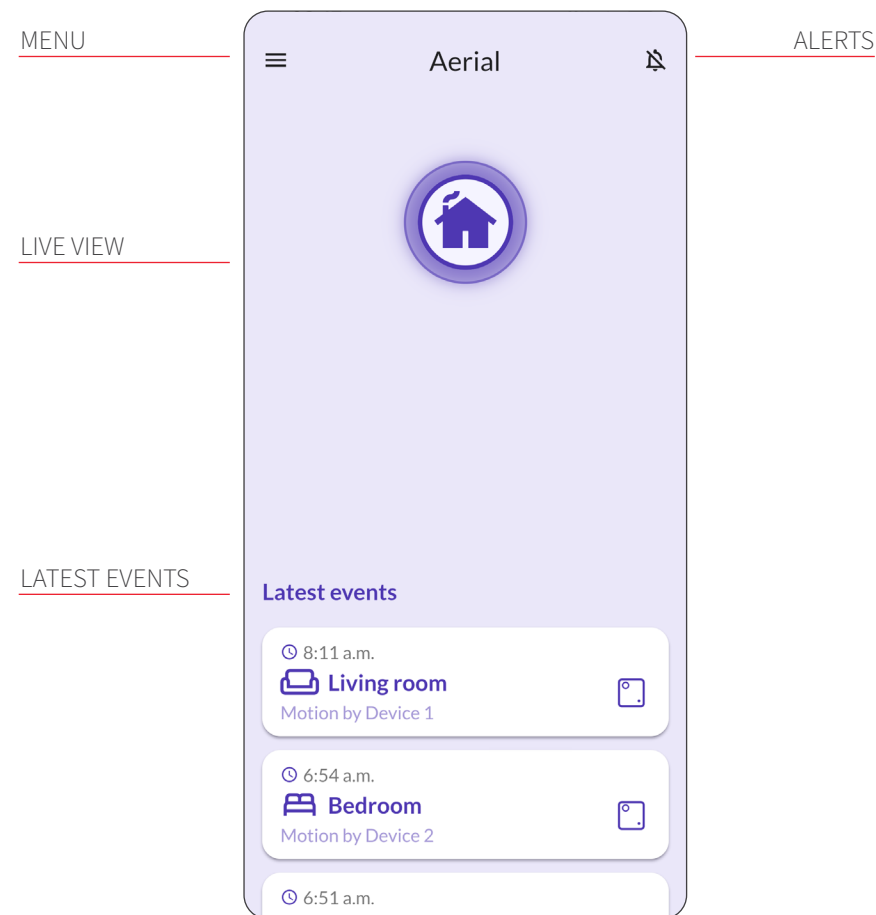 MENU
Aerial
ALERTS
LIVE VIEW
LATEST EVENTS
Latest events
8:11 a.m.
Living room
Motion by Device 1
6:54 a.m.
Bedroom
Motion by Device 2
6:51 a.m.